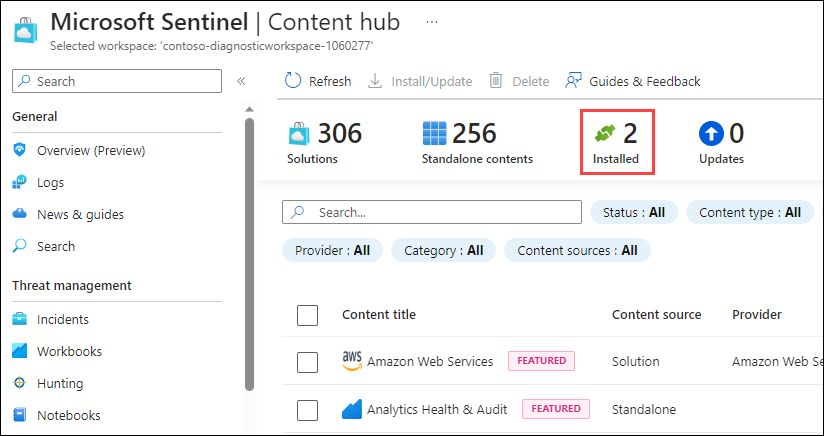 Microsoft Sentinel | Content hub ...
Selected workspace: 'contoso-diagnosticworkspace-1060277'
Search
«
General
Overview (Preview)
Logs
News & guides
Search
Threat management
Incidents
Workbooks
Hunting
Notebooks
Refresh Install/Update Delete Guides & Feedback
306 256 2 0
Solutions Standalone contents Installed Updates
Search... Status : All Content type : All
Provider : All Category : All Content sources : All
Content title Content source Provider
aws Amazon Web Services FEATURED Solution Amazon Web Se
Analytics Health & Audit FEATURED Standalone